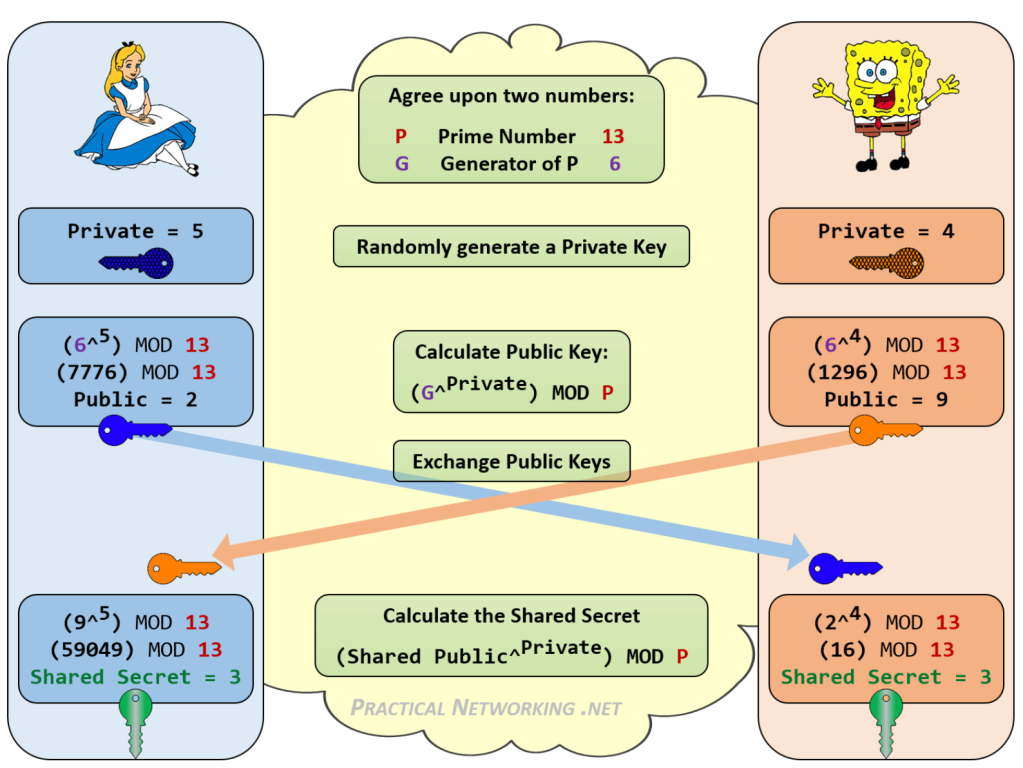 Agree upon two numbers:
P Prime Number 13
G Generator of P 6
Private = 5
Randomly generate a Private Key
Private = 4
(6^5) MOD 13
(7776) MOD 13
Public = 2
Calculate Public Key:
(G^Private) MOD P
(6^4) MOD 13
(1296) MOD 13
Public = 9
Exchange Public Keys
(9^5) MOD 13
(59049) MOD 13
Shared Secret = 3
Calculate the Shared Secret
(Shared Public^Private) MOD P
(2^4) MOD 13
(16) MOD 13
Shared Secret = 3
PRACTICAL NETWORKING .NET